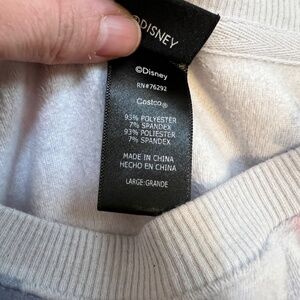 ©DISNEY
©Disney
RN#76292
Costco®
93% POLYESTER
7% SPANDEX
93% POLIESTER
7% SPANDEX
MADE IN CHINA
HECHO EN CHINA
LARGE:GRANDE